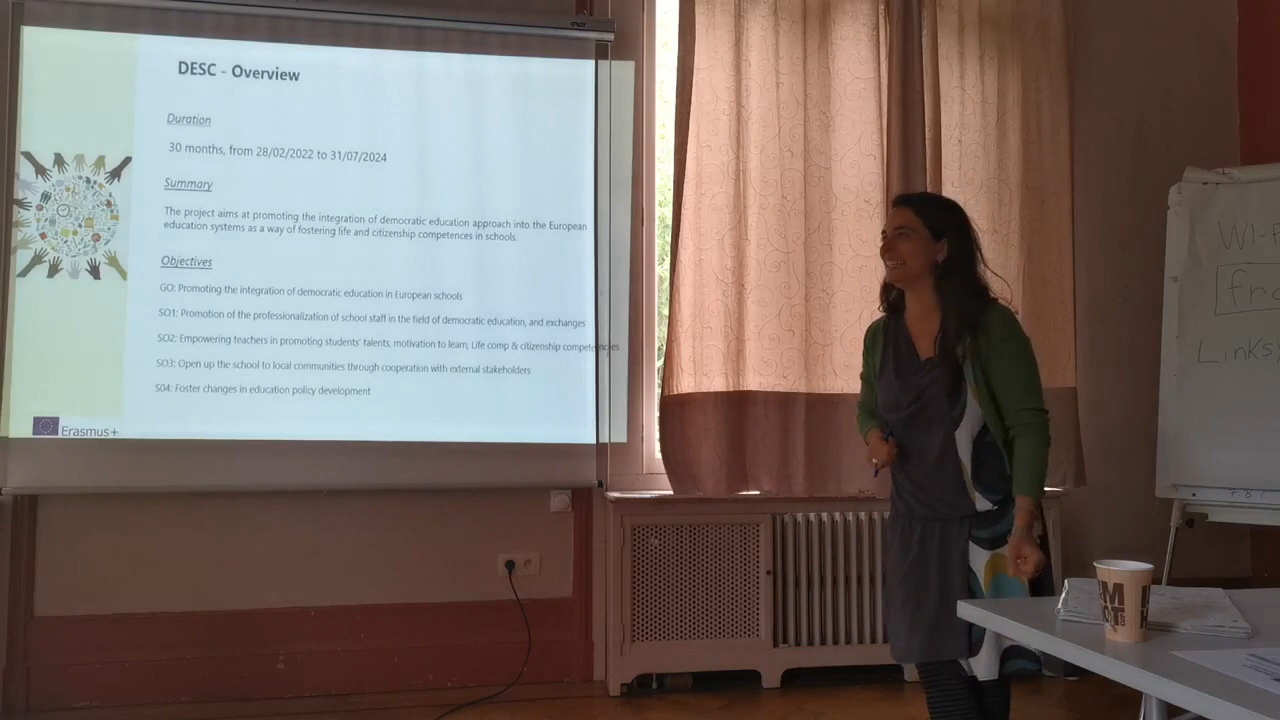 DESC - Overview
Duration
30 months, from 28/02/2022 to 31/07/2024
Summary
The project aims at promoting the integration of democratic education approach into the European
education systems as a way of fostering life and citizenship competences in schools.
Objectives
GO: Promoting the integration of democratic education in European schools
SO1: Promotion of the professionalization of school staff in the field of democratic education, and exchanges
SO2: Empowering teachers in promoting students' talents, motivation to learn, Life comp & citizenship competencies
SO3: Open up the school to local communities through cooperation with external stakeholders
S04: Foster changes in education policy development
Erasmus+
WI-F
fra
Links